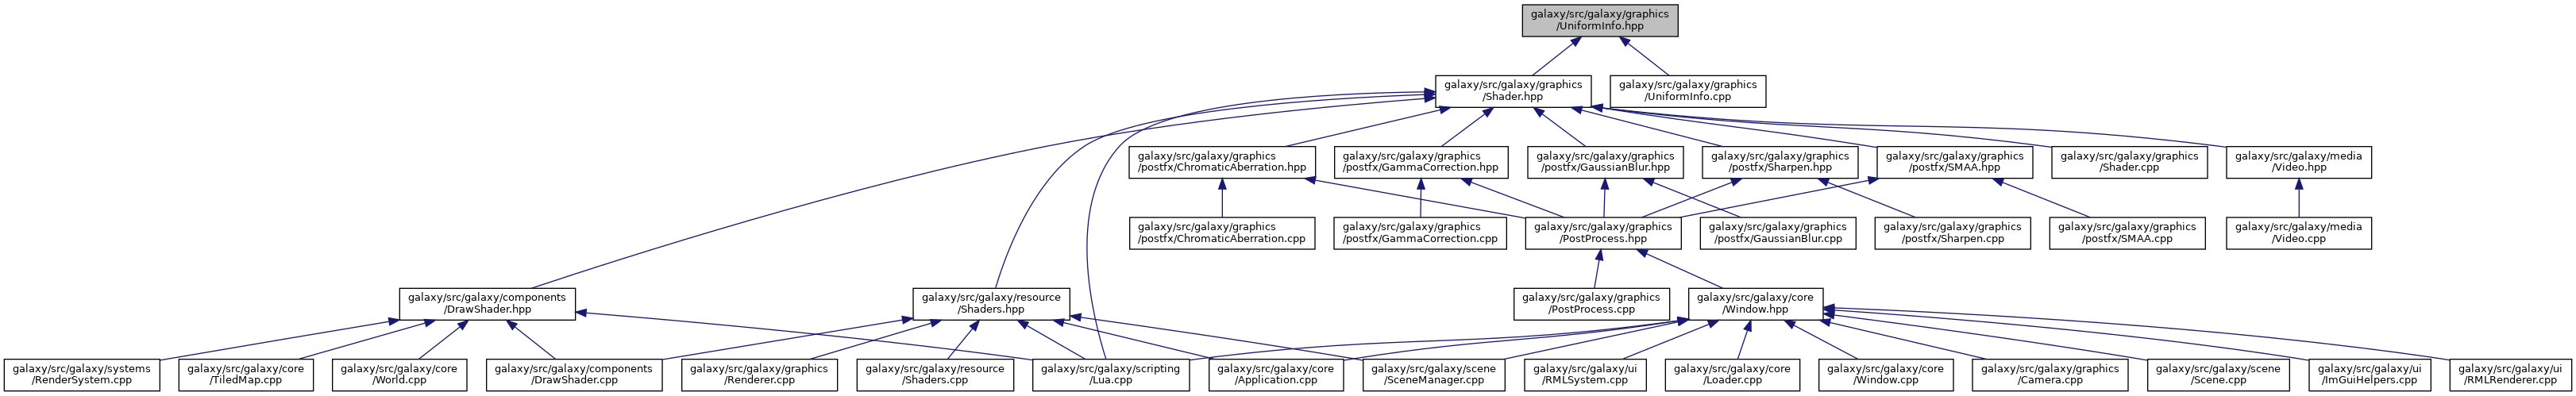 galaxy/src/galaxy/graphics
/UniformInfo.hpp
galaxy/src/galaxy/graphics
/Shader.hpp
galaxy/src/galaxy/graphics
/UniformInfo.cpp
galaxy/src/galaxy/graphics
/postfx/ChromaticAberration.hpp
galaxy/src/galaxy/graphics
/postfx/GammaCorrection.hpp
galaxy/src/galaxy/graphics
/postfx/GaussianBlur.hpp
galaxy/src/galaxy/graphics
/postfx/Sharpen.hpp
galaxy/src/galaxy/graphics
/postfx/SMAA.hpp
galaxy/src/galaxy/graphics
/Shader.cpp
galaxy/src/galaxy/media
/Video.hpp
galaxy/src/galaxy/graphics
/postfx/ChromaticAberration.cpp
galaxy/src/galaxy/graphics
/postfx/GammaCorrection.cpp
galaxy/src/galaxy/graphics
/PostProcess.hpp
galaxy/src/galaxy/graphics
/postfx/GaussianBlur.cpp
galaxy/src/galaxy/graphics
/postfx/Sharpen.cpp
galaxy/src/galaxy/graphics
/postfx/SMAA.cpp
galaxy/src/galaxy/media
/Video.cpp
galaxy/src/galaxy/components
/DrawShader.hpp
galaxy/src/galaxy/resource
/Shaders.hpp
galaxy/src/galaxy/graphics
/PostProcess.cpp
galaxy/src/galaxy/core
/Window.hpp
galaxy/src/galaxy/systems
/RenderSystem.cpp
galaxy/src/galaxy/core
/TiledMap.cpp
galaxy/src/galaxy/core
/World.cpp
galaxy/src/galaxy/components
/DrawShader.cpp
galaxy/src/galaxy/graphics
/Renderer.cpp
galaxy/src/galaxy/resource
/Shaders.cpp
galaxy/src/galaxy/scripting
/Lua.cpp
galaxy/src/galaxy/core
/Application.cpp
galaxy/src/galaxy/scene
/SceneManager.cpp
galaxy/src/galaxy/ui
/RMLSystem.cpp
galaxy/src/galaxy/core
/Loader.cpp
galaxy/src/galaxy/core
/Window.cpp
galaxy/src/galaxy/graphics
/Camera.cpp
galaxy/src/galaxy/scene
/Scene.cpp
galaxy/src/galaxy/ui
/ImGuiHelpers.cpp
galaxy/src/galaxy/ui
/RMLRenderer.cpp